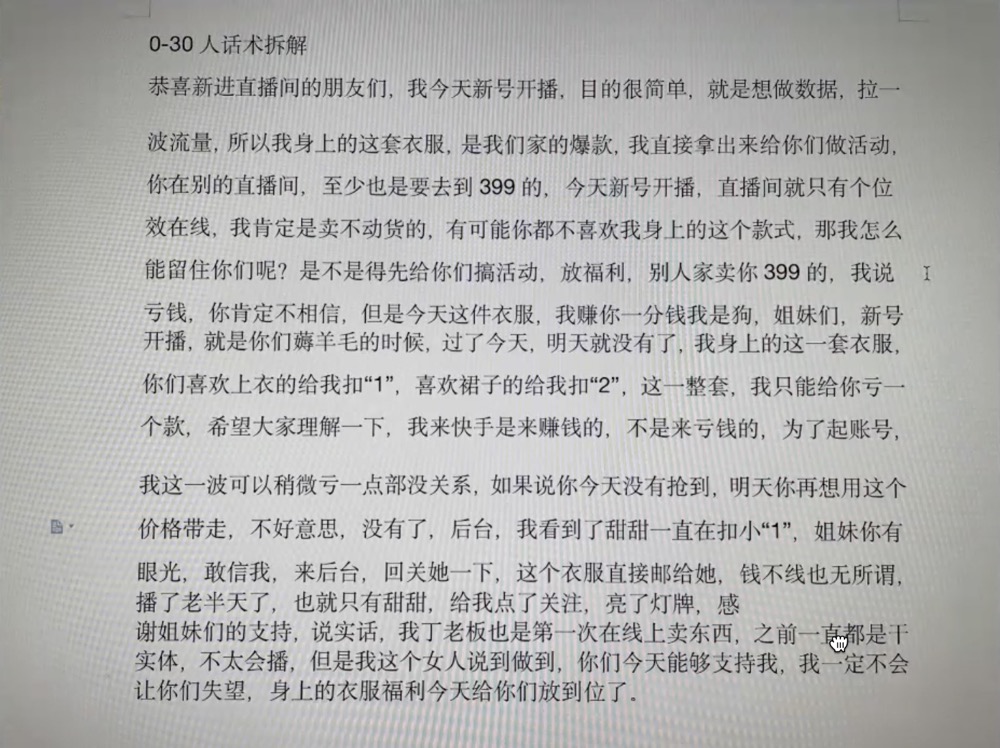 0-30 人话术拆解
恭喜新进直播间的朋友们，我今天新号开播，目的很简单，就是想做数据，拉一
波流量，所以我身上的这套衣服，是我们家的爆款，我直接拿出来给你们做活动，
你在别的直播间，至少也是要去到 399 的，今天新号开播，直播间就只有个位
效在线，我肯定是卖不动货的，有可能你都不喜欢我身上的这个款式，那我怎么
能留住你们呢？是不是得先给你们搞活动，放福利，别人家卖你 399 的，我说
亏钱，你肯定不相信，但是今天这件衣服，我赚你一分钱我是狗，姐妹们，新号
开播，就是你们薅羊毛的时候，过了今天，明天就没有了，我身上的这一套衣服，
你们喜欢上衣的给我扣“1”，喜欢裙子的给我扣“2”，这一整套，我只能给你亏一
个款，希望大家理解一下，我来快手是来赚钱的，不是来亏钱的，为了起账号，
我这一波可以稍微亏一点部没关系，如果说你今天没有抢到，明天你再想用这个
价格带走，不好意思，没有了，后台，我看到了甜甜一直在扣小“1”，姐妹你有
眼光，敢信我，来后台，回关她一下，这个衣服直接邮给她，钱不线也无所谓，
播了老半天了，也就只有甜甜，给我点了关注，亮了灯牌，感
谢姐妹们的支持，说实话，我丁老板也是第一次在线上卖东西，之前一直都是干
实体，不太会播，但是我这个女人说到做到，你们今天能够支持我，我一定不会
让你们失望，身上的衣服福利今天给你们放到位了。